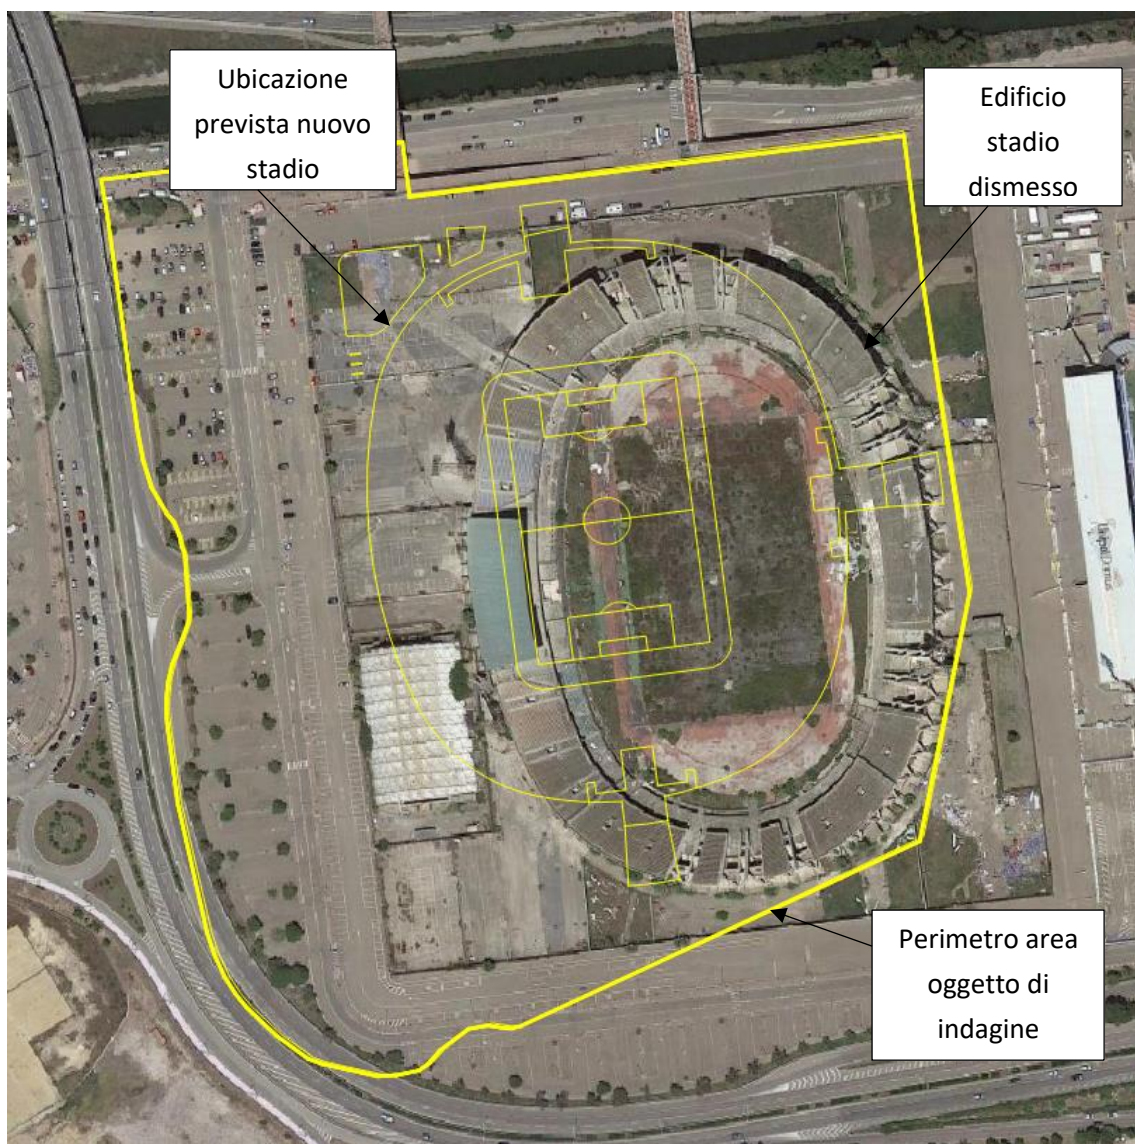 Ubicazione
prevista nuovo
stadio
Edificio
stadio
dismesso
Perimetro area
oggetto di
indagine